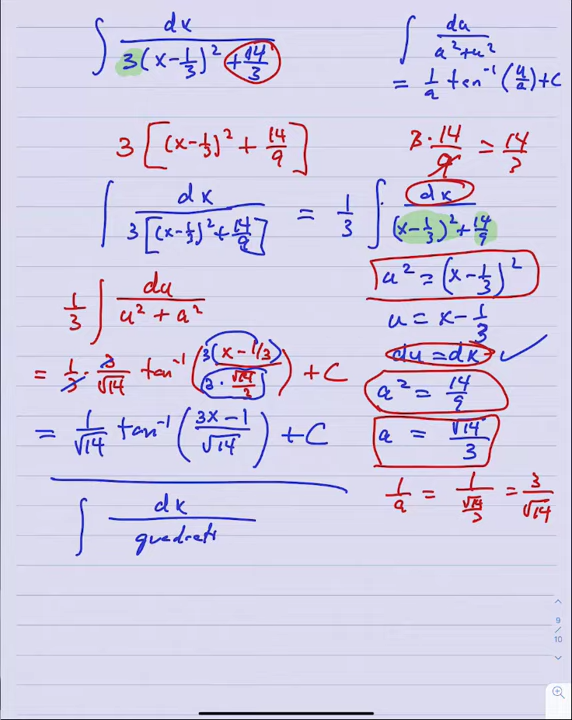 ∫ dx / (3(x-1/3)² + 14/3)
∫ du / (a²+u²)
= 1/a tan⁻¹(u/a)+C
3[(x-1/3)² + 14/9]
3·14/9 = 14/3
∫ dx / (3[(x-1/3)²+14/9]) = 1/3 ∫ dx / ((x-1/3)²+14/9)
u² = (x-1/3)²
u = x-1/3
du = dx ✓
1/3 ∫ du / (u² + a²)
= 1/3 · 3/√14 tan⁻¹(3(x-1/3) / (3·√14/3)) + C
a² = 14/9
a = √14/3
= 1/√14 tan⁻¹((3x-1)/√14) + C
1/a = 1/(√14/3) = 3/√14
∫ dx / quadrati
9
/
10